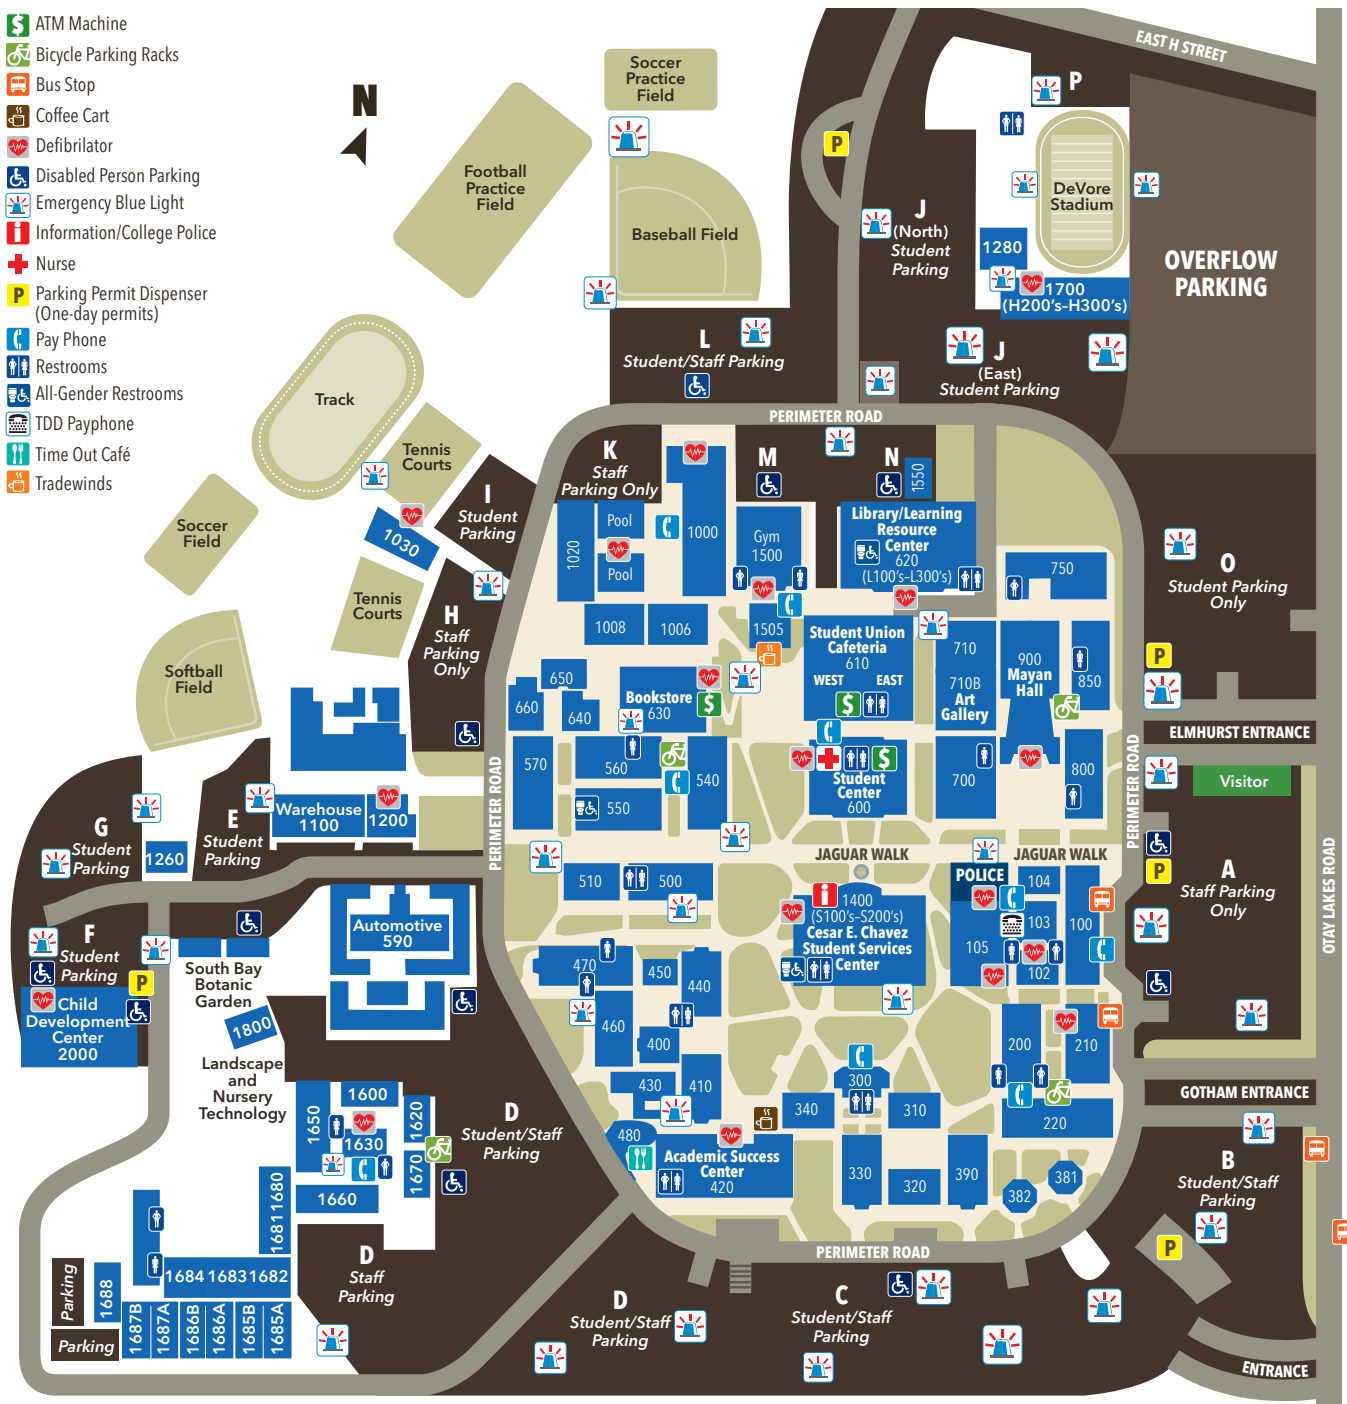 ATM Machine
Bicycle Parking Racks
Bus Stop
Coffee Cart
Defibrilator
Disabled Person Parking
Emergency Blue Light
Information/College Police
Nurse
Parking Permit Dispenser
(One-day permits)
Pay Phone
Restrooms
All-Gender Restrooms
TDD Payphone
Time Out Café
Tradewinds
N
Soccer
Practice
Field
Football
Practice
Field
Baseball Field
EAST H STREET
P
P
DeVore
Stadium
J
(North)
Student
Parking
1280
1700
(H200's–H300's)
OVERFLOW
PARKING
L
Student/Staff Parking
J
(East)
Student Parking
Track
Tennis
Courts
Soccer
Field
1030
Tennis
Courts
Softball
Field
I
Student
Parking
H
Staff
Parking
Only
PERIMETER ROAD
K
Staff
Parking Only
M
N
1550
1020
Pool
Pool
1000
Gym
1500
Library/Learning
Resource
Center
620
(L100's–L300's)
750
O
Student Parking
Only
1008
1006
1505
Student Union
Cafeteria
610
WEST
EAST
710
710B
Art
Gallery
900
Mayan
Hall
850
P
650
660
640
Bookstore
630
570
560
550
540
Student
Center
600
700
800
ELMHURST ENTRANCE
Visitor
PERIMETER ROAD
PERIMETER ROAD
OTAY LAKES ROAD
G
Student
Parking
E
Student
Parking
Warehouse
1100
1200
1260
JAGUAR WALK
JAGUAR WALK
510
500
POLICE
104
103
105
102
100
1400
(S100's–S200's)
Cesar E. Chavez
Student Services
Center
P
A
Staff Parking
Only
F
Student
Parking
P
Child
Development
Center
2000
South Bay
Botanic
Garden
1800
Automotive
590
Landscape
and
Nursery
Technology
470
450
440
460
400
430
410
480
Academic Success
Center
420
340
300
310
330
320
390
200
210
220
382
381
GOTHAM ENTRANCE
1650
1600
1620
1630
1670
1660
1680
1681
D
Student/Staff
Parking
B
Student/Staff
Parking
P
1684
1683
1682
1688
1687B
1687A
1686B
1686A
1685B
1685A
Parking
Parking
D
Staff
Parking
D
Student/Staff
Parking
C
Student/Staff
Parking
PERIMETER ROAD
ENTRANCE